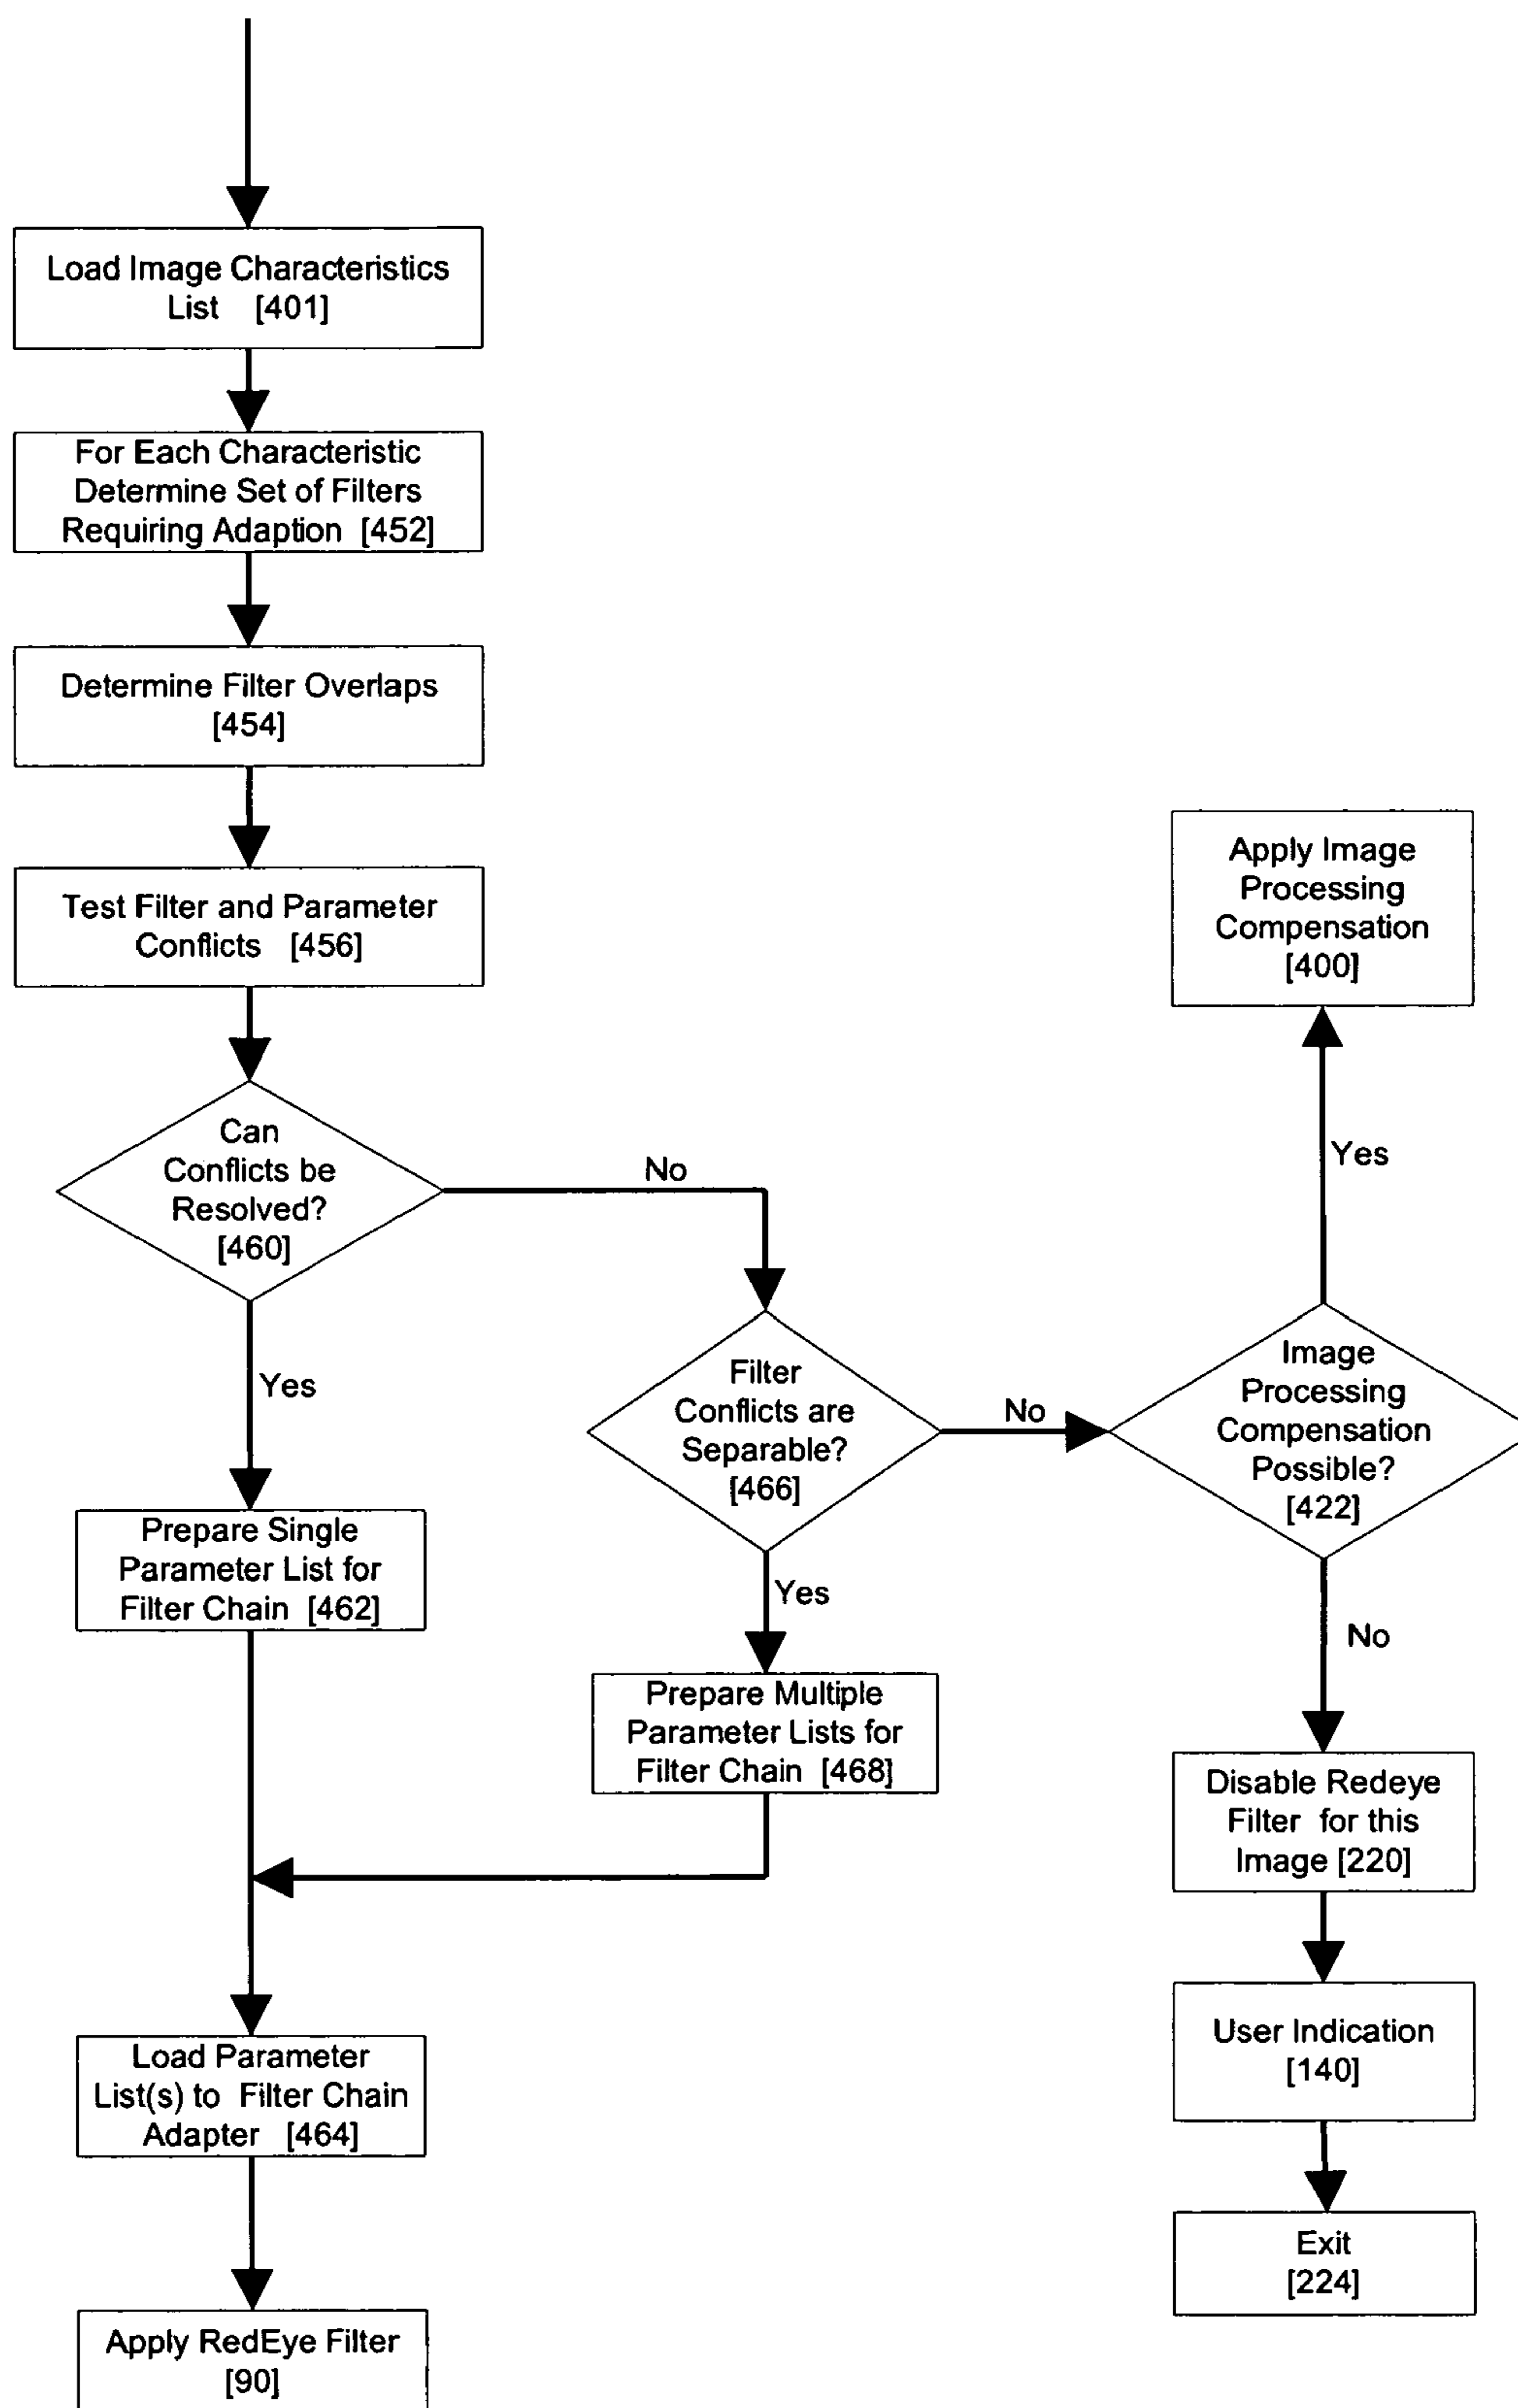 Load Image Characteristics
List [401]
For Each Characteristic
Determine Set of Filters
Requiring Adaption [452]
Determine Filter Overlaps
[454]
Test Filter and Parameter
Conflicts [456]
Apply Image
Processing
Compensation
[400]
Can
Conflicts be
Resolved?
[460]
No
Yes
Yes
Filter
Conflicts are
Separable?
[466]
No
Image
Processing
Compensation
Possible?
[422]
Prepare Single
Parameter List for
Filter Chain [462]
Yes
No
Prepare Multiple
Parameter Lists for
Filter Chain [468]
Disable Redeye
Filter for this
Image [220]
User Indication
[140]
Load Parameter
List(s) to Filter Chain
Adapter [464]
Exit
[224]
Apply RedEye Filter
[90]